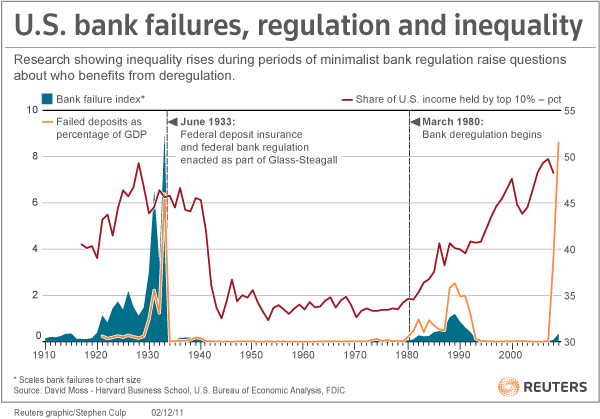 U.S. bank failures, regulation and inequality
Research showing inequality rises during periods of minimalist bank regulation raise questions
about who benefits from deregulation.
Bank failure index*
Share of U.S. income held by top 10% – pct
Failed deposits as
percentage of GDP
June 1933:
Federal deposit insurance
and federal bank regulation
enacted as part of Glass-Steagall
March 1980:
Bank deregulation begins
10
8
6
4
2
0
55
50
45
40
35
30
1910
1920
1930
1940
1950
1960
1970
1980
1990
2000
* Scales bank failures to chart size
Source: David Moss - Harvard Business School, U.S. Bureau of Economic Analysis, FDIC
REUTERS
Reuters graphic/Stephen Culp 02/12/11